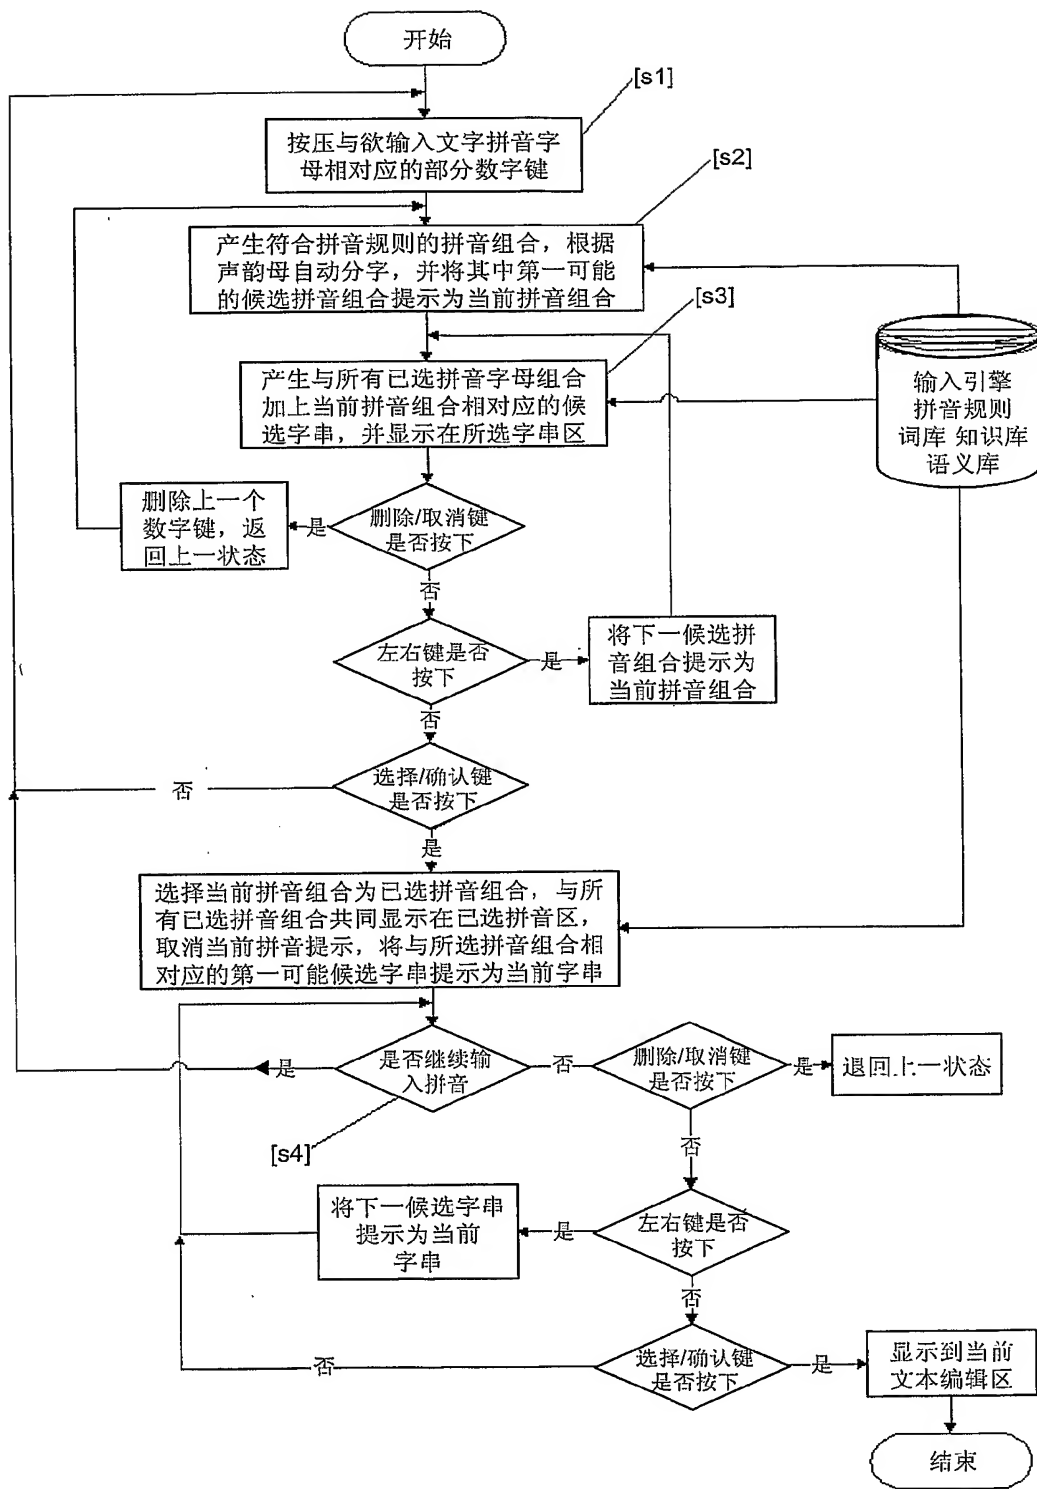 开始
[s1]
按压与欲输入文字拼音字
母相对应的部分数字键
[s2]
产生符合拼音规则的拼音组合，根据
声韵母自动分字，并将其中第一可能
的候选拼音组合提示为当前拼音组合
[s3]
产生与所有已选拼音字母组合
加上当前拼音组合相对应的候
选字串，并显示在所选字串区
输入引擎
拼音规则
词库 知识库
语义库
删除上一个
数字键，返
回上一状态
是
删除/取消键
是否按下
否
左右键是否
按下
是
将下一候选拼
音组合提示为
当前拼音组合
否
选择/确认键
是否按下
否
是
选择当前拼音组合为已选拼音组合，与所
有已选拼音组合共同显示在已选拼音区，
取消当前拼音提示，将与所选拼音组合相
对应的第一可能候选字串提示为当前字串
是
是否继续输
入拼音
否
删除/取消键
是否按下
是
退回上一状态
[s4]
否
将下一候选字串
提示为当前
字串
是
左右键是否
按下
否
否
选择/确认键
是否按下
是
显示到当前
文本编辑区
结束